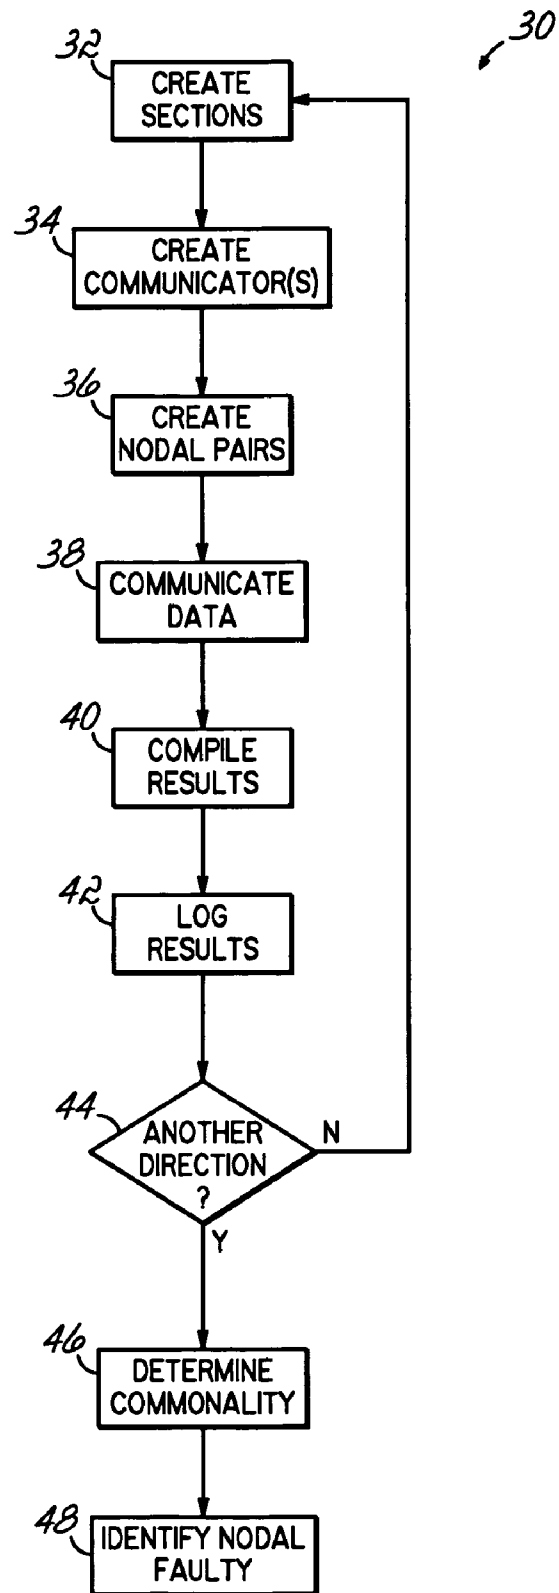 30
32
CREATE
SECTIONS
34
CREATE
COMMUNICATOR(S)
36
CREATE
NODAL PAIRS
38
COMMUNICATE
DATA
40
COMPILE
RESULTS
42
LOG
RESULTS
44
ANOTHER
DIRECTION
?
N
Y
46
DETERMINE
COMMONALITY
48
IDENTIFY NODAL
FAULTY